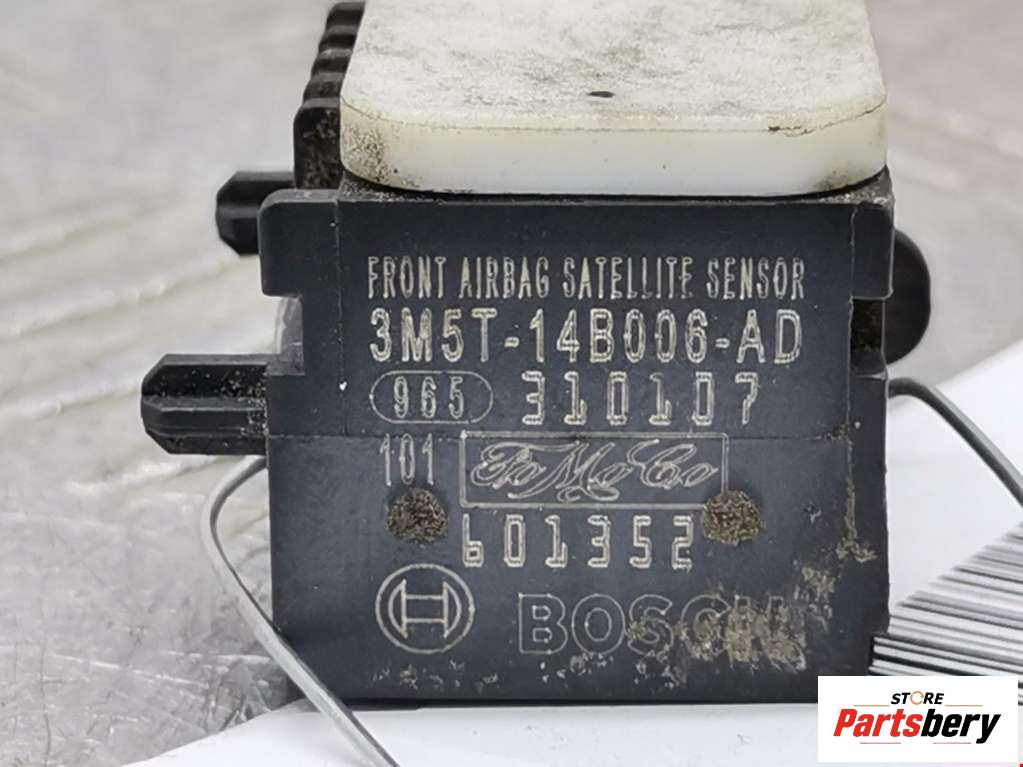 FRONT AIRBAG SATELLITE SENSOR
3M5T-14B006-AD
965 310107
101 FoMoCo
601352
BOSCH
STORE
Partsbery